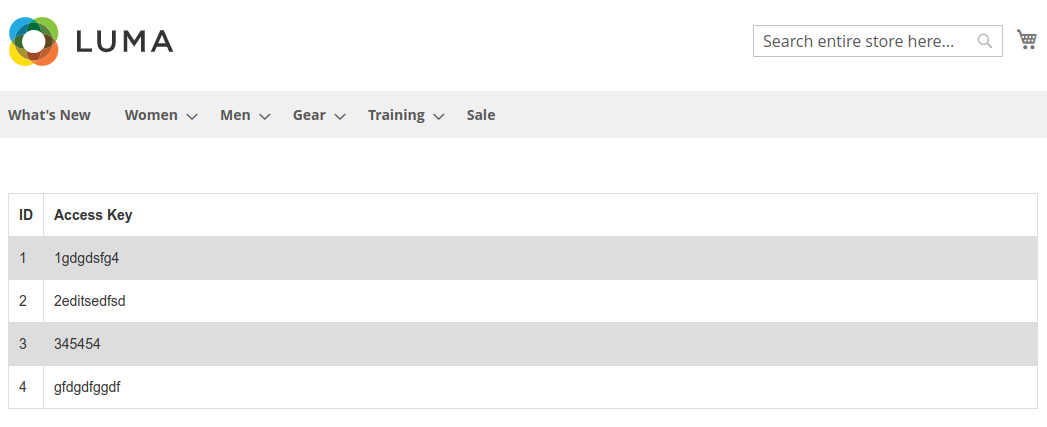 LUMA
Search entire store here...
What's New Women Men Gear Training Sale
ID Access Key
1 1gdgdsfg4
2 2editsedfsd
3 345454
4 gfdgdfggdf